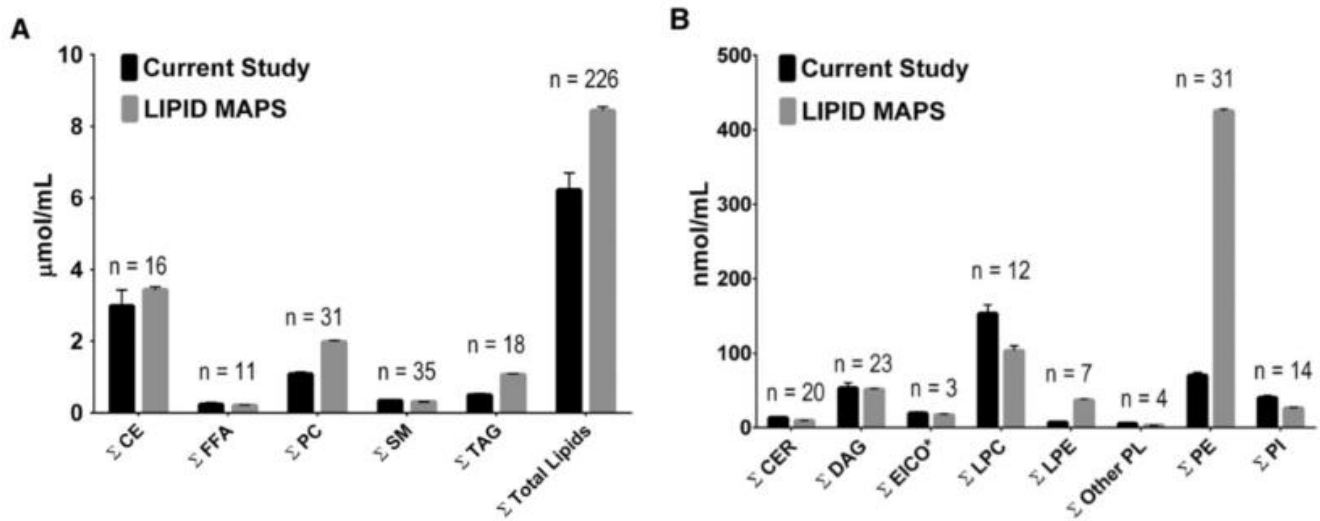 A
B
Current Study
LIPID MAPS
μmol/mL
10
8
6
4
2
0
n = 16
n = 11
n = 31
n = 35
n = 18
n = 226
Σ CE
Σ FFA
Σ PC
Σ SM
Σ TAG
Σ Total Lipids
Current Study
LIPID MAPS
nmol/mL
500
400
300
200
100
0
n = 20
n = 23
n = 3
n = 12
n = 7
n = 4
n = 31
n = 14
Σ CER
Σ DAG
Σ EICO*
Σ LPC
Σ LPE
Σ Other PL
Σ PE
Σ PI